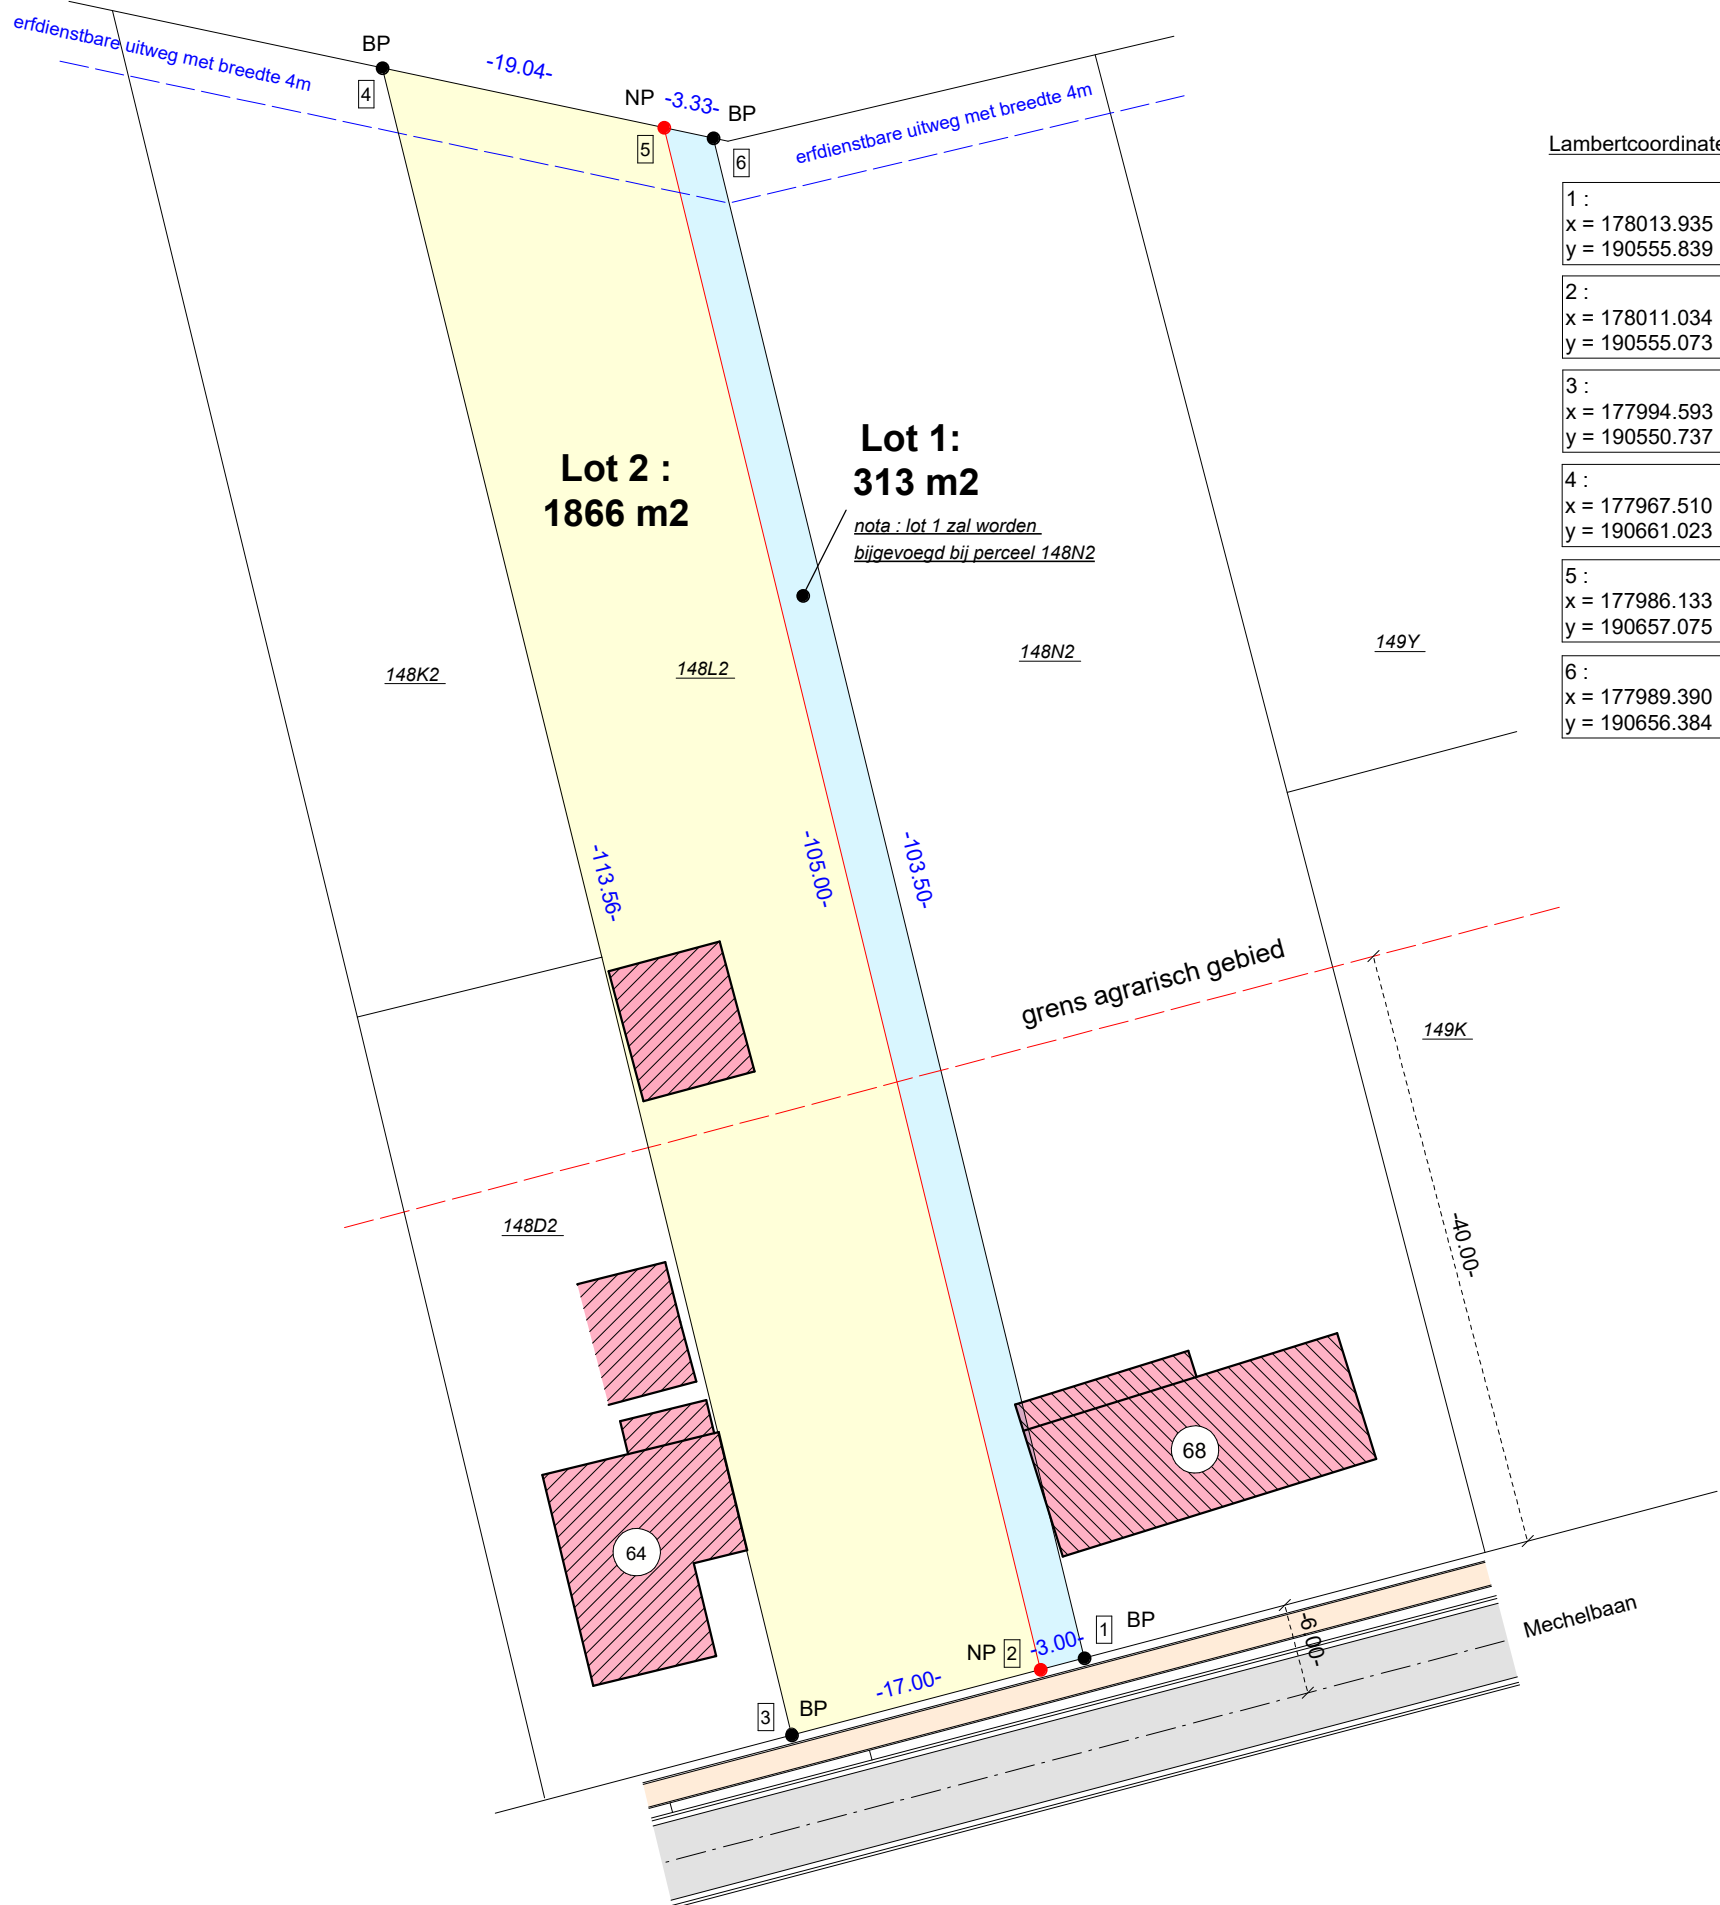 erfdienstbare uitweg met breedte 4m
BP
4
-19.04-
NP
-3.33-
BP
5
6
erfdienstbare uitweg met breedte 4m
Lambertcoordinate
1 :
x = 178013.935
y = 190555.839
2 :
x = 178011.034
y = 190555.073
3 :
x = 177994.593
y = 190550.737
4 :
x = 177967.510
y = 190661.023
5 :
x = 177986.133
y = 190657.075
6 :
x = 177989.390
y = 190656.384
Lot 2 :
1866 m2
Lot 1:
313 m2
nota : lot 1 zal worden
bijgevoegd bij perceel 148N2
148K2
148L2
148N2
149Y
-113.56-
-105.00-
-103.50-
grens agrarisch gebied
149K
148D2
-40.00-
68
64
Mechelbaan
-6.00-
NP
2
-3.00-
1
BP
-17.00-
3
BP